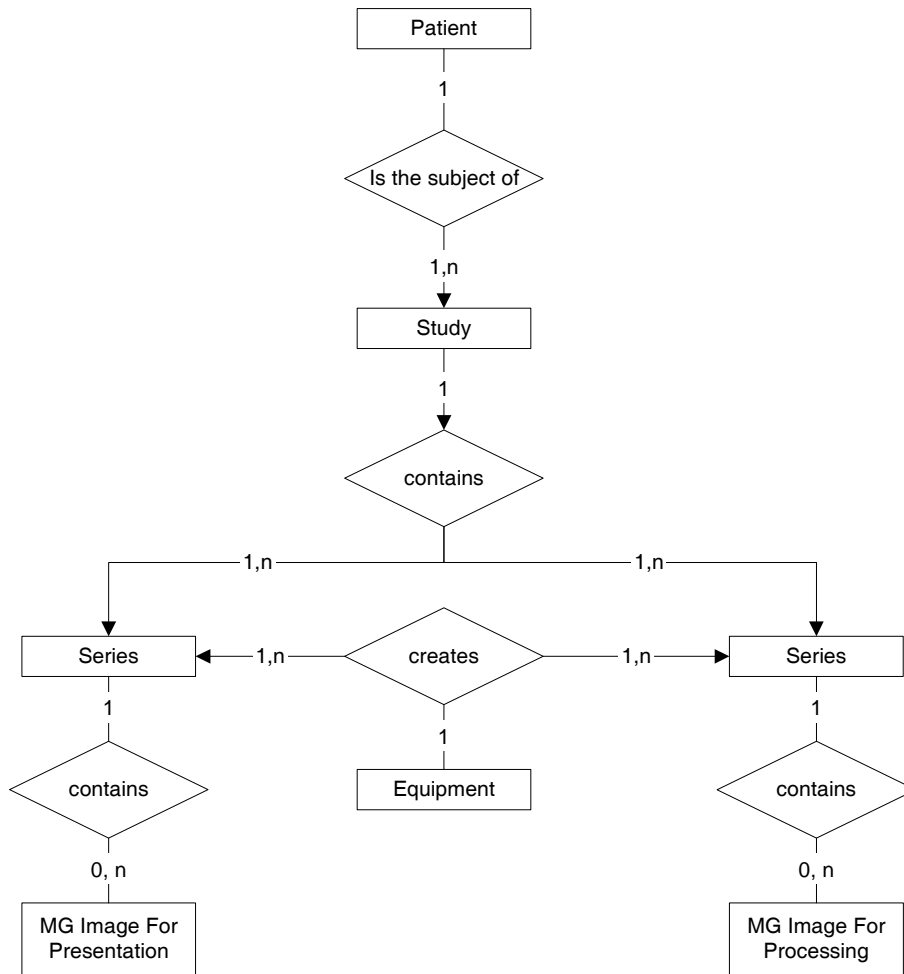 Patient
1
Is the subject of
1,n
Study
1
contains
1,n
1,n
Series
1,n
creates
1,n
Series
1
1
1
contains
Equipment
contains
0, n
0, n
MG Image For
Presentation
MG Image For
Processing